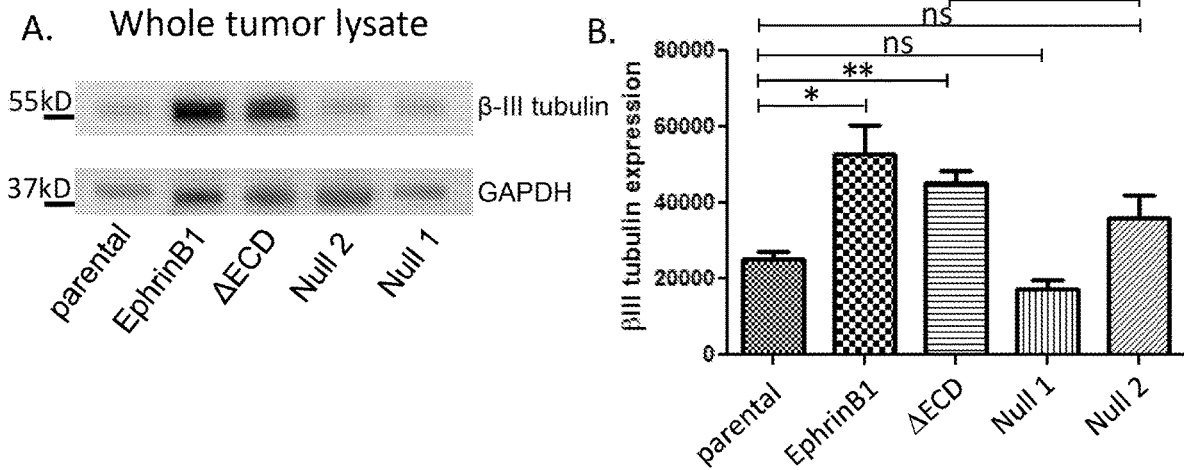 A. Whole tumor lysate
55kD
β-III tubulin
37kD
GAPDH
parental
EphrinB1
ΔECD
Null 2
Null 1
B.
ns
ns
**
*
βIII tubulin expression
80000
60000
40000
20000
0
parental
EphrinB1
ΔECD
Null 1
Null 2